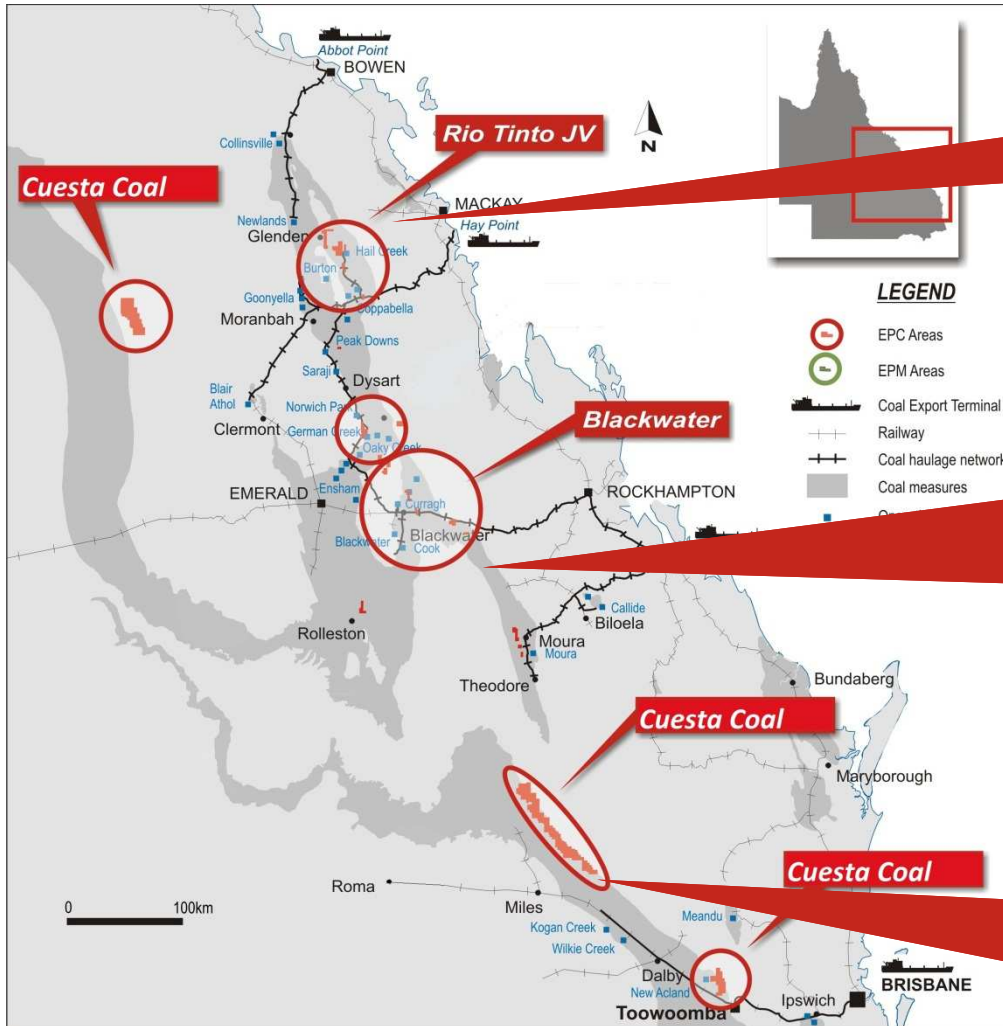 Abbot Point
BOWEN
Collinsville
Rio Tinto JV
N
Cuesta Coal
MACKAY
Hay Point
Newlands
Glenden
Hail Creek
Burton
Goonyella
Coppabella
Moranbah
Peak Downs
Saraji
Dysart
Blair
Athol
Norwich Park
Clermont
German Creek
Oaky Creek
Blackwater
LEGEND
EPC Areas
EPM Areas
Coal Export Terminal
Railway
Coal haulage network
Coal measures
Ensham
EMERALD
Curragh
ROCKHAMPTON
Blackwater
Blackwater
Cook
Callide
Biloela
Rolleston
Moura
Moura
Theodore
Bundaberg
Cuesta Coal
Maryborough
Cuesta Coal
Roma
0 100km
Miles
Meandu
Kogan Creek
Wilkie Creek
Dalby
New Acland
BRISBANE
Ipswich
Toowoomba